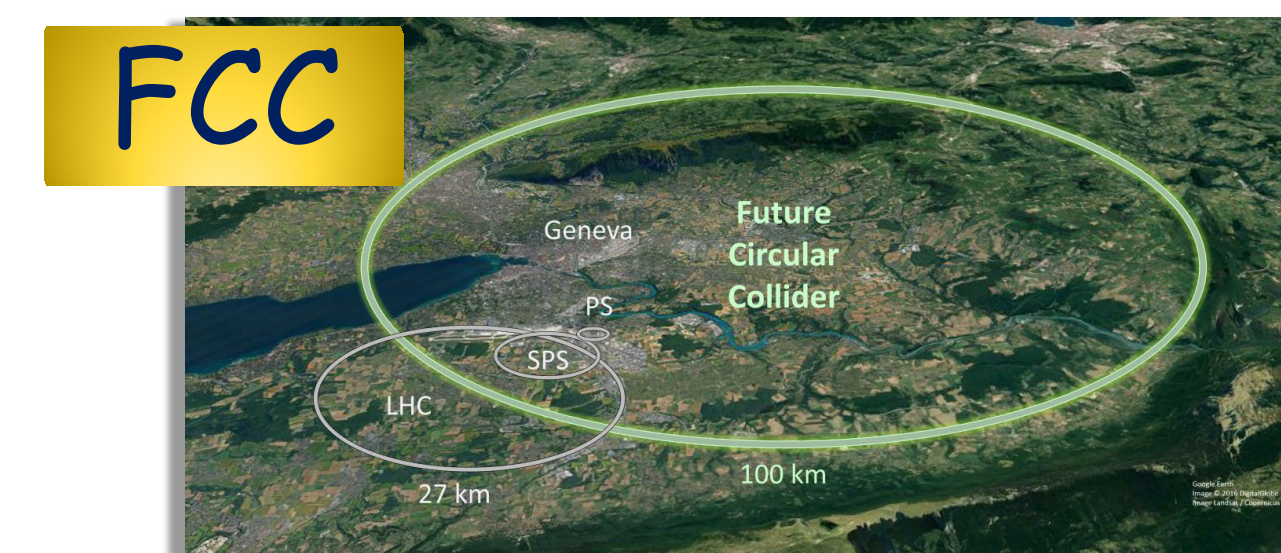 FCC
Future
Circular
Collider
Geneva
PS
SPS
LHC
27 km
100 km
Google Earth
Image © 2016 DigitalGlobe
Image Landsat / Copernicus